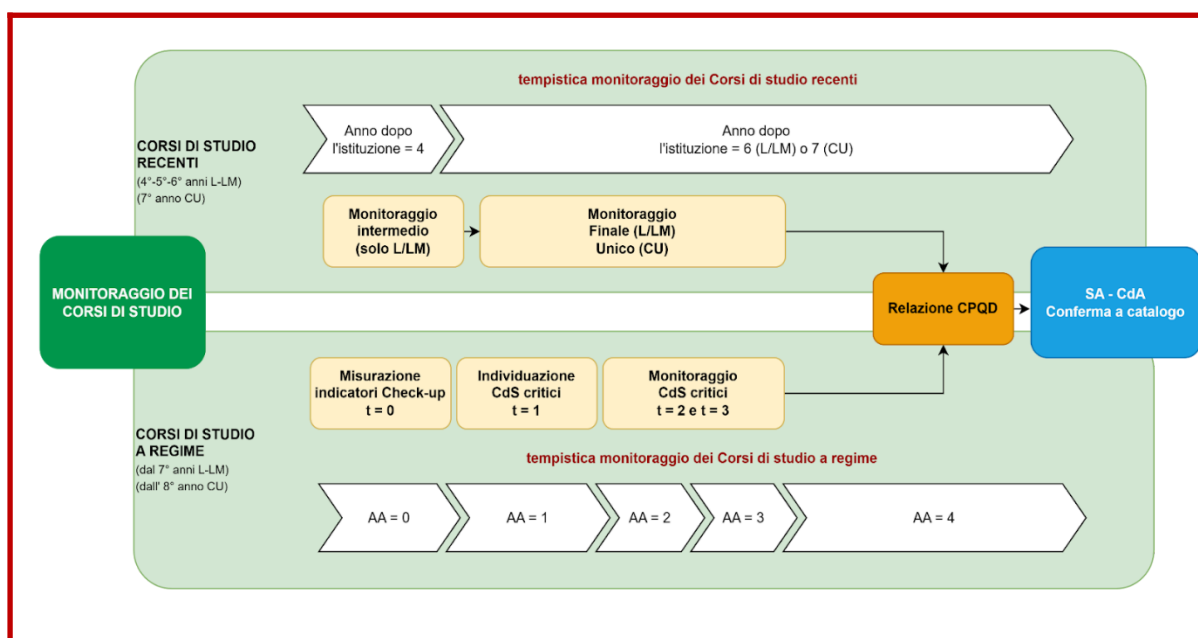 tempistica monitoraggio dei Corsi di studio recenti
Anno dopo
l'istituzione = 4
Anno dopo
l'istituzione = 6 (L/LM) o 7 (CU)
CORSI DI STUDIO
RECENTI
(4°-5°-6° anni L-LM)
(7° anno CU)
Monitoraggio
intermedio
(solo L/LM)
Monitoraggio
Finale (L/LM)
Unico (CU)
MONITORAGGIO DEI
CORSI DI STUDIO
Relazione CPQD
SA - CdA
Conferma a catalogo
Misurazione
indicatori Check-up
t = 0
Individuazione
CdS critici
t = 1
Monitoraggio
CdS critici
t = 2 e t = 3
CORSI DI STUDIO
A REGIME
(dal 7° anni L-LM)
(dall' 8° anno CU)
tempistica monitoraggio dei Corsi di studio a regime
AA = 0
AA = 1
AA = 2
AA = 3
AA = 4